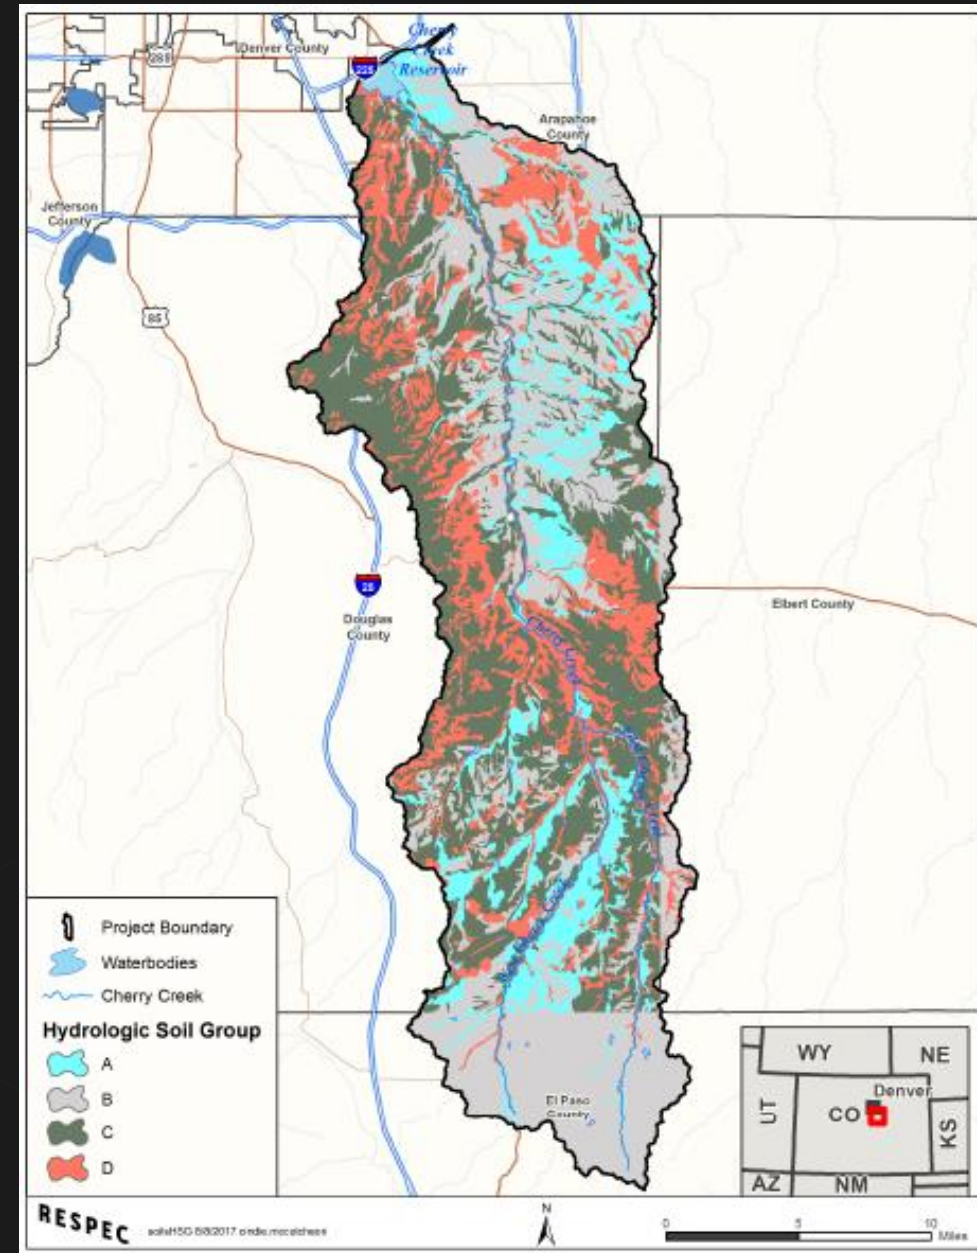 Cherry
Creek
Reservoir
Denver County
285
225
Arapahoe
County
Jefferson
County
85
25
Douglas
County
Elbert County
Cherry Creek
El Paso
County
Project Boundary
Waterbodies
Cherry Creek
Hydrologic Soil Group
A
B
C
D
WY
NE
Denver
UT
CO
KS
AZ
NM
RESPEC
N
0
5
10
Miles